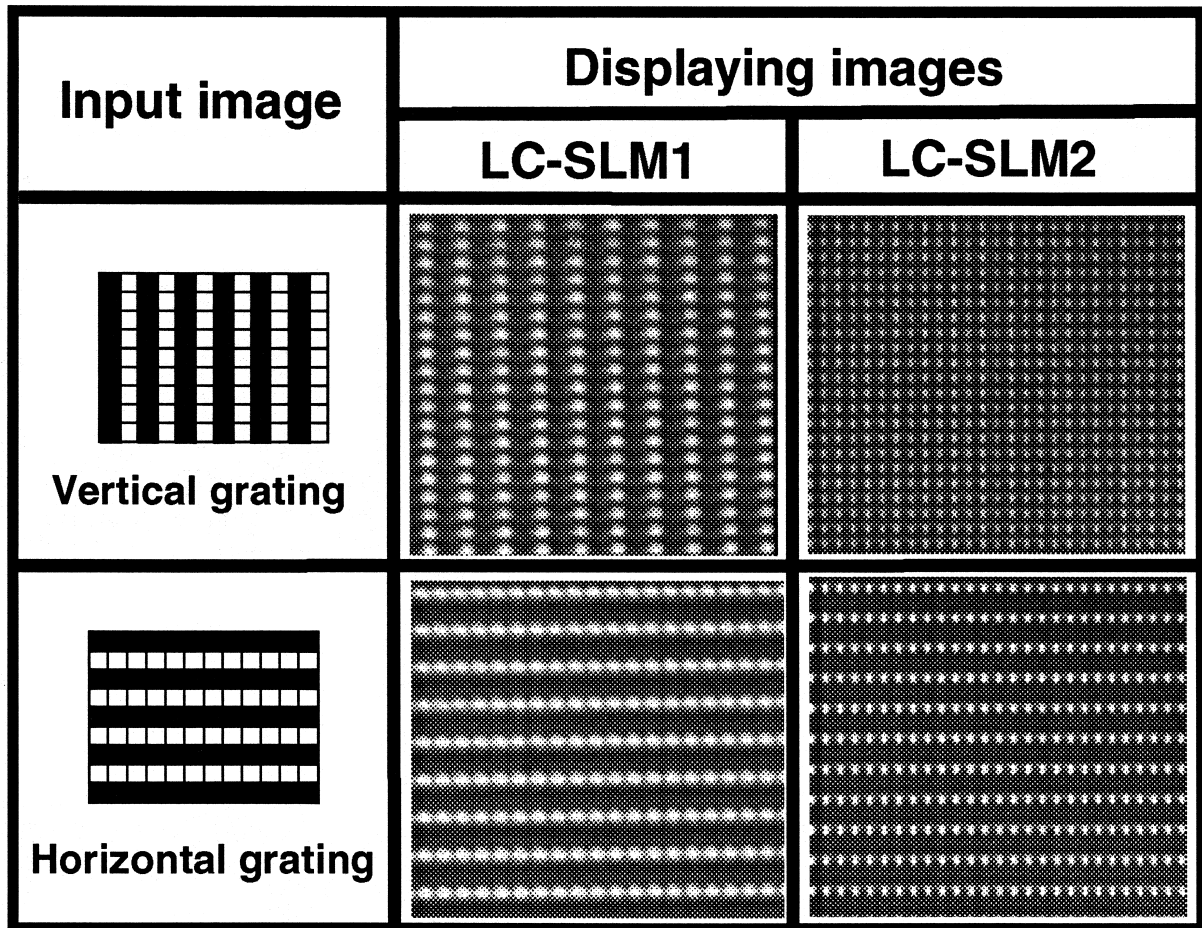 Input image
Displaying images
LC-SLM1
LC-SLM2
Vertical grating
Horizontal grating